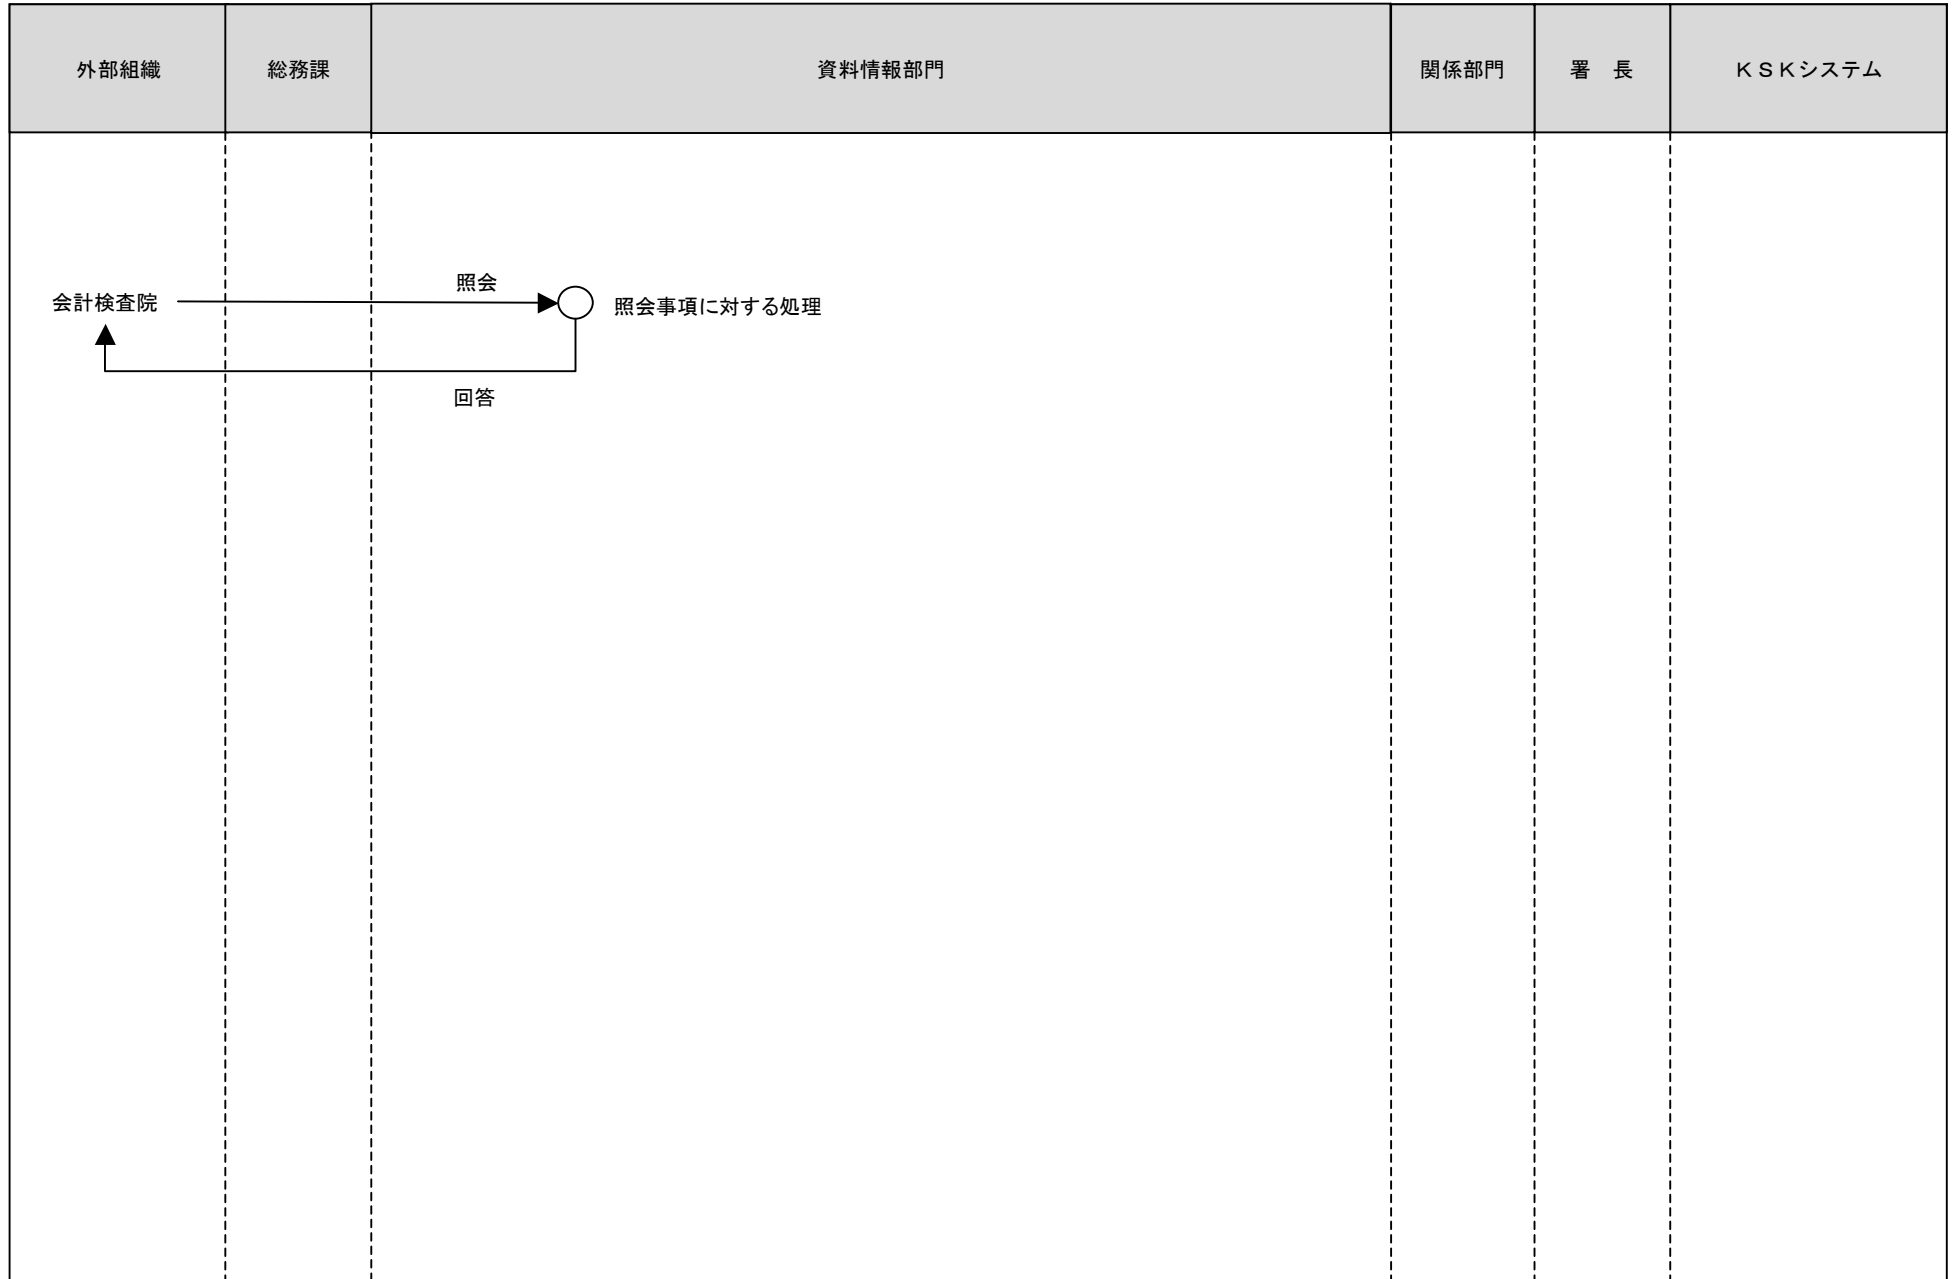 外部組織
総務課
資料情報部門
関係部門
署　長
ＫＳＫシステム
照会
会計検査院
照会事項に対する処理
回答